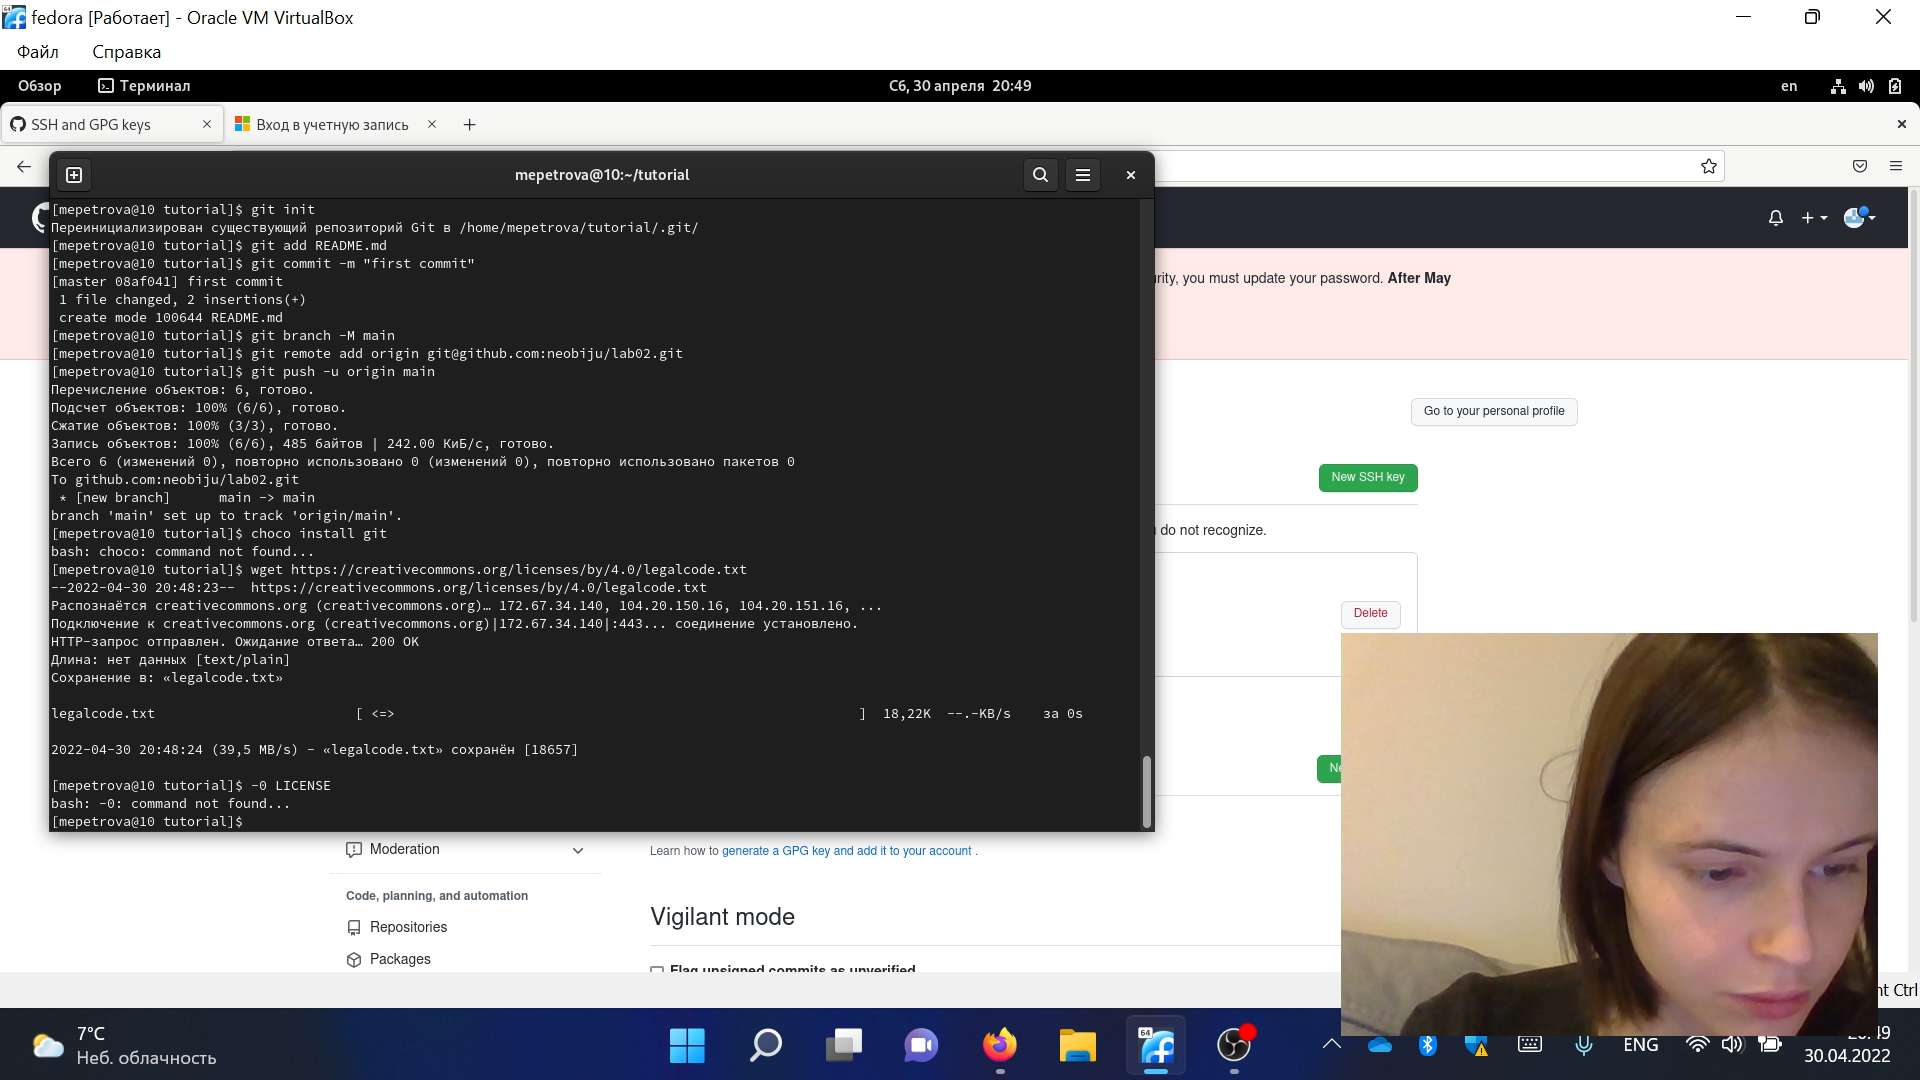 fedora [Работает] - Oracle VM VirtualBox
Файл Справка
Обзор Терминал Сб, 30 апреля 20:49 en
SSH and GPG keys Вход в учетную запись
mepetrova@10:~/tutorial
[mepetrova@10 tutorial]$ git init
Переинициализирован существующий репозиторий Git в /home/mepetrova/tutorial/.git/
[mepetrova@10 tutorial]$ git add README.md
[mepetrova@10 tutorial]$ git commit -m "first commit"
[master 08af041] first commit
1 file changed, 2 insertions(+)
create mode 100644 README.md
[mepetrova@10 tutorial]$ git branch -M main
[mepetrova@10 tutorial]$ git remote add origin git@github.com:neobiju/lab02.git
[mepetrova@10 tutorial]$ git push -u origin main
Перечисление объектов: 6, готово.
Подсчет объектов: 100% (6/6), готово.
Сжатие объектов: 100% (3/3), готово.
Запись объектов: 100% (6/6), 485 байтов | 242.00 КиБ/с, готово.
Всего 6 (изменений 0), повторно использовано 0 (изменений 0), повторно использовано пакетов 0
To github.com:neobiju/lab02.git
* [new branch] main -> main
branch 'main' set up to track 'origin/main'.
[mepetrova@10 tutorial]$ choco install git
bash: choco: command not found...
[mepetrova@10 tutorial]$ wget https://creativecommons.org/licenses/by/4.0/legalcode.txt
--2022-04-30 20:48:23-- https://creativecommons.org/licenses/by/4.0/legalcode.txt
Распознаётся creativecommons.org (creativecommons.org)… 172.67.34.140, 104.20.150.16, 104.20.151.16, ...
Подключение к creativecommons.org (creativecommons.org)|172.67.34.140|:443... соединение установлено.
HTTP-запрос отправлен. Ожидание ответа… 200 OK
Длина: нет данных [text/plain]
Сохранение в: «legalcode.txt»
legalcode.txt [ <=> ] 18,22K --.-KB/s за 0s
2022-04-30 20:48:24 (39,5 MB/s) - «legalcode.txt» сохранён [18657]
[mepetrova@10 tutorial]$ -0 LICENSE
bash: -0: command not found...
[mepetrova@10 tutorial]$
you must update your password. After May
Go to your personal profile
New SSH key
do not recognize.
Delete
Moderation
Learn how to generate a GPG key and add it to your account .
Code, planning, and automation
Repositories
Packages
Vigilant mode
Flag unsigned commits as unverified
Ctrl
7°C
Неб. облачность
64
ENG
30.04.2022